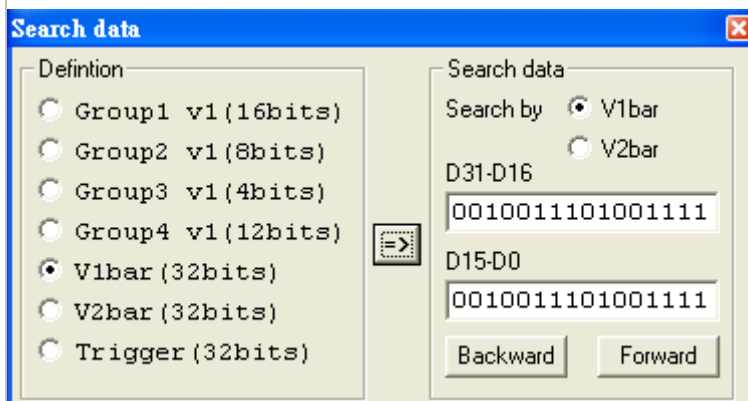 Search data
Defintion
Group1 v1(16bits)
Group2 v1(8bits)
Group3 v1(4bits)
Group4 v1(12bits)
V1bar(32bits)
V2bar(32bits)
Trigger(32bits)
=>
Search data
Search by V1bar
V2bar
D31-D16
0010011101001111
D15-D0
0010011101001111
Backward Forward